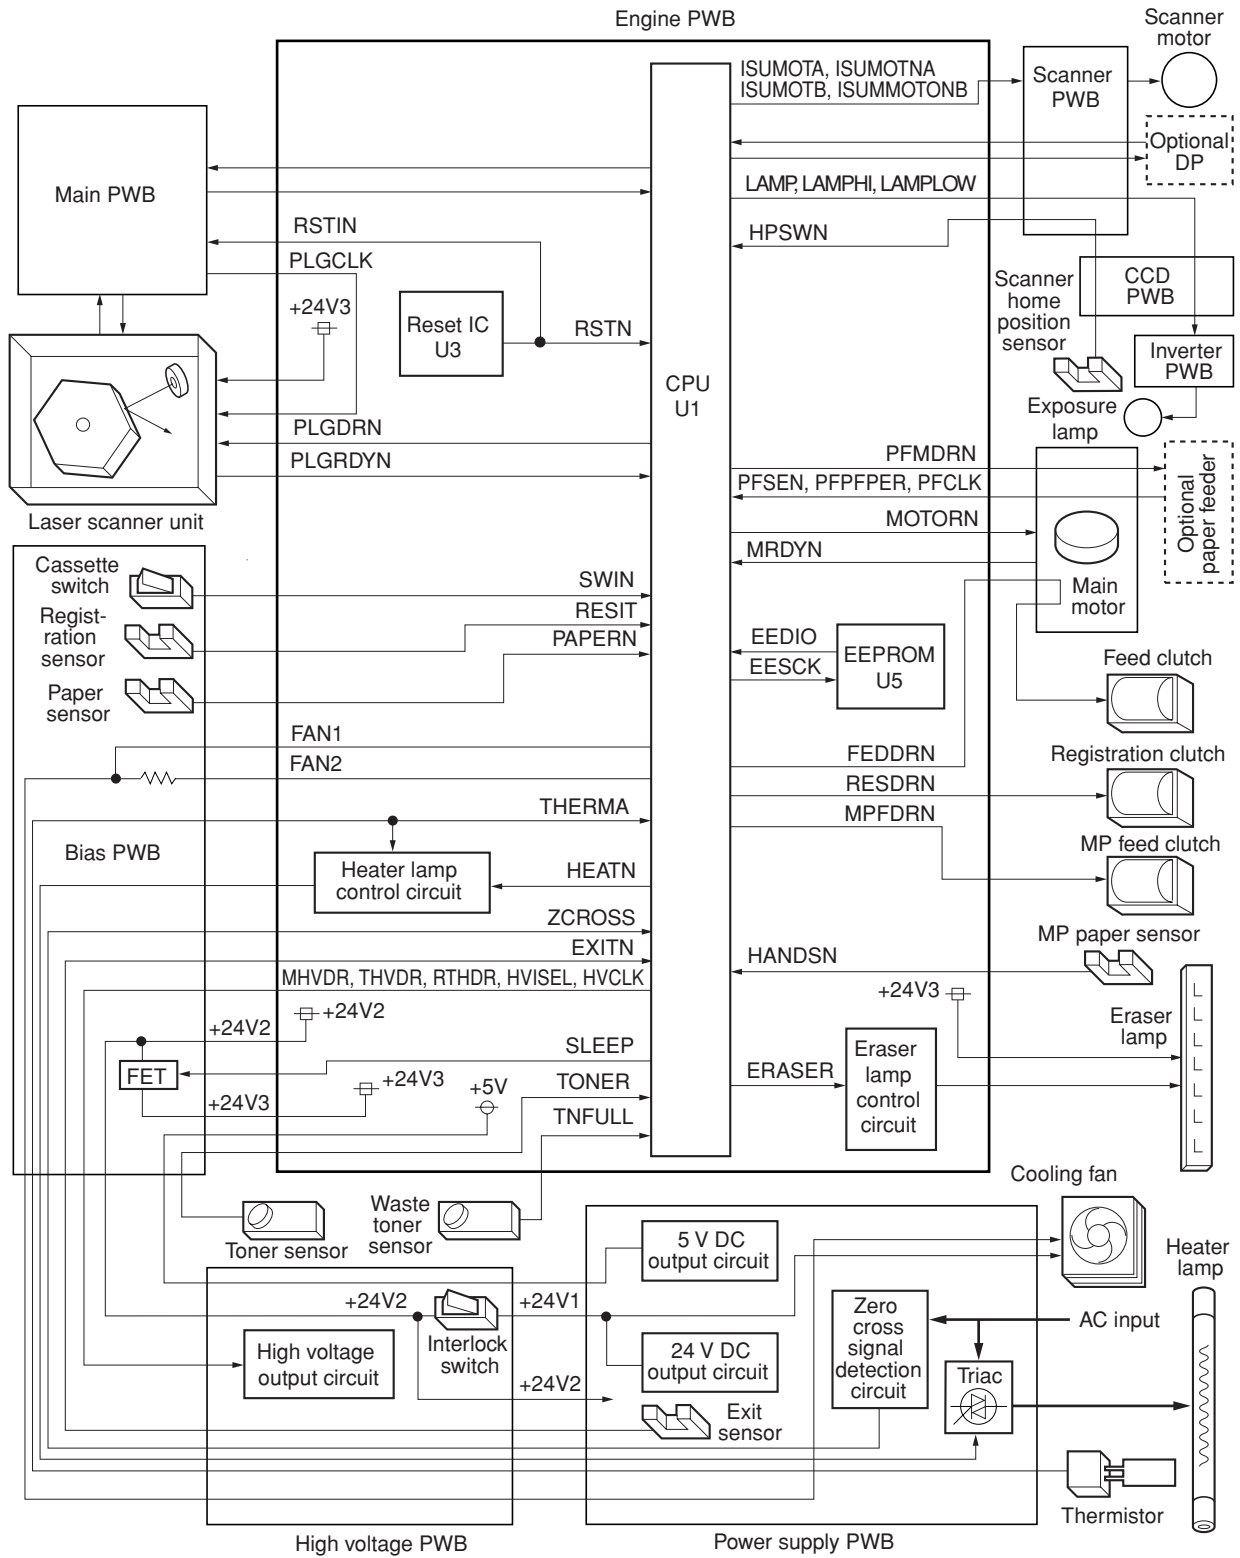 Engine PWB
Scanner
motor
ISUMOTA, ISUMOTNA
ISUMOTB, ISUMMOTONB
Scanner
PWB
Optional
DP
Main PWB
LAMP, LAMPHI, LAMPLOW
RSTIN
HPSWN
PLGCLK
+24V3
Scanner
home
position
sensor
CCD
PWB
Reset IC
U3
RSTN
Inverter
PWB
CPU
U1
Exposure
lamp
PLGDRN
PLGRDYN
PFMDRN
PFSEN, PFPFPER, PFCLK
Optional
paper feeder
Laser scanner unit
MOTORN
MRDYN
Main
motor
Cassette
switch
SWIN
Regist-
ration
sensor
RESIT
PAPERN
EEDIO
EESCK
EEPROM
U5
Feed clutch
Paper
sensor
FAN1
FAN2
FEDDRN
Registration clutch
RESDRN
THERMA
MPFDRN
Bias PWB
Heater lamp
control circuit
HEATN
MP feed clutch
ZCROSS
EXITN
MP paper sensor
HANDSN
MHVDR, THVDR, RTHDR, HVISEL, HVCLK
+24V3
+24V2
+24V2
Eraser
lamp
SLEEP
FET
ERASER
Eraser
lamp
control
circuit
+24V3
+24V3
+5V
TONER
TNFULL
Cooling fan
Toner sensor
Waste
toner
sensor
5 V DC
output circuit
Heater
lamp
+24V2
+24V1
Interlock
switch
Zero
cross
signal
detection
circuit
AC input
High voltage
output circuit
24 V DC
output circuit
Triac
+24V2
Exit
sensor
Thermistor
High voltage PWB
Power supply PWB